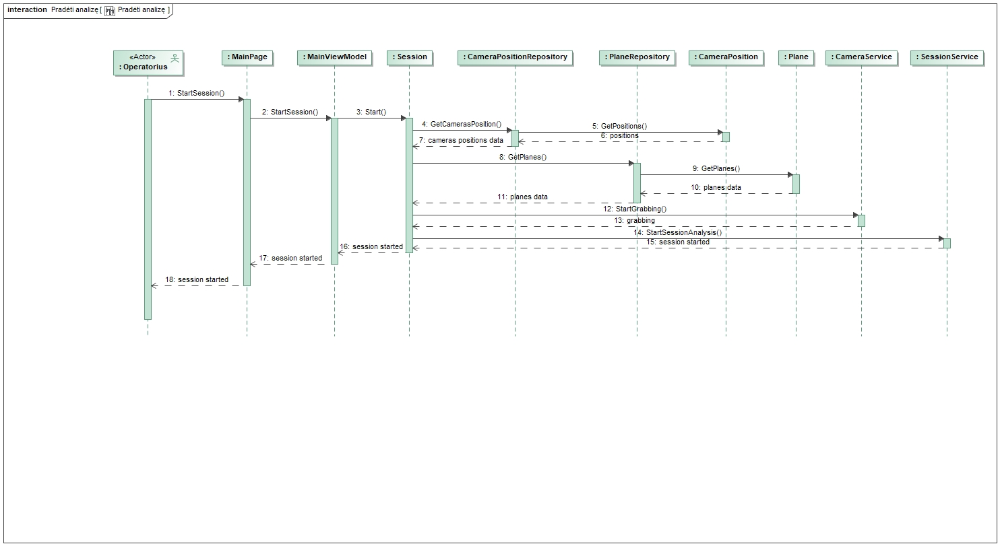 interaction Pradėti analizę [ Pradėti analizę ]
«Actor»
: Operatorius
: MainPage
: MainViewModel
: Session
: CameraPositionRepository
: PlaneRepository
: CameraPosition
: Plane
: CameraService
: SessionService
1: StartSession()
2: StartSession()
3: Start()
4: GetCamerasPosition()
5: GetPositions()
6: positions
7: cameras positions data
8: GetPlanes()
9: GetPlanes()
10: planes data
11: planes data
12: StartGrabbing()
13: grabbing
14: StartSessionAnalysis()
15: session started
16: session started
17: session started
18: session started